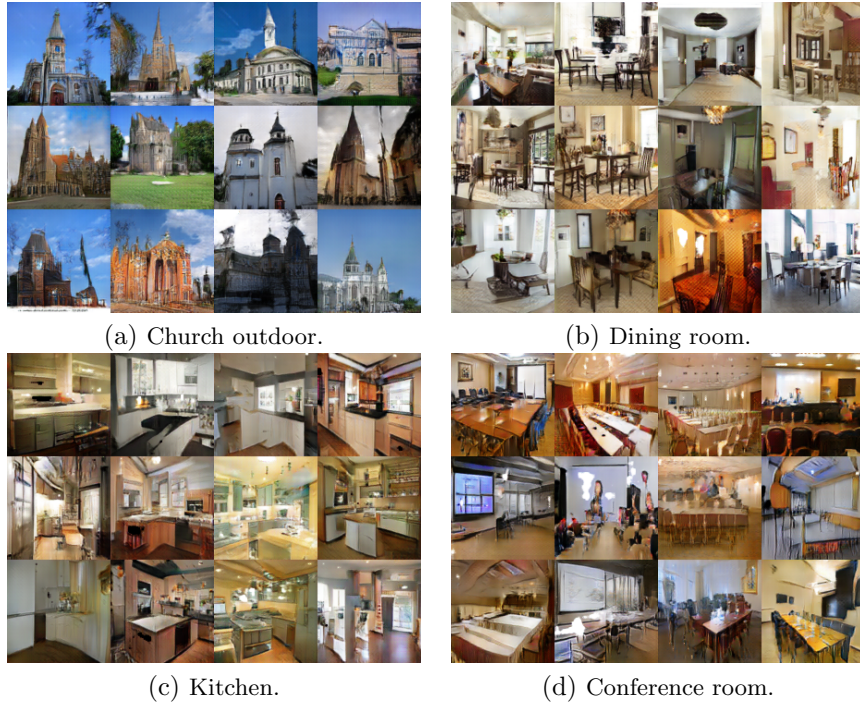 (a) Church outdoor.
(b) Dining room.
(c) Kitchen.
(d) Conference room.